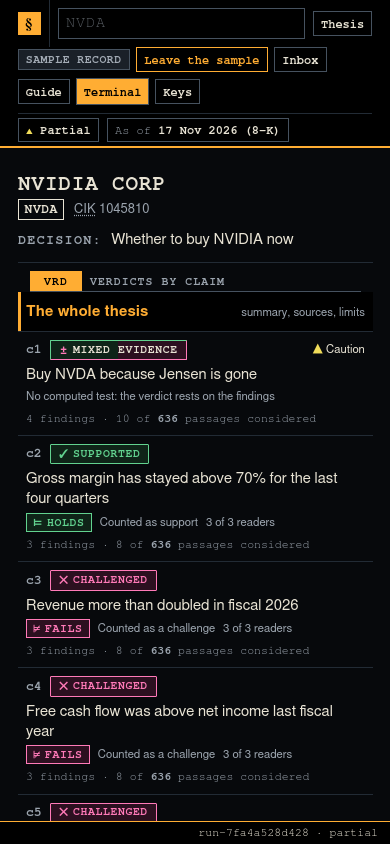 § NVDA Thesis
SAMPLE RECORD Leave the sample Inbox
Guide Terminal Keys
▲ Partial As of 17 Nov 2026 (8-K)
NVIDIA CORP
NVDA CIK 1045810
DECISION: Whether to buy NVIDIA now
VRD VERDICTS BY CLAIM
The whole thesis summary, sources, limits
c1 ± MIXED EVIDENCE ▲ Caution
Buy NVDA because Jensen is gone
No computed test: the verdict rests on the findings
4 findings · 10 of 636 passages considered
c2 ✓ SUPPORTED
Gross margin has stayed above 70% for the last
four quarters
⊨ HOLDS Counted as support 3 of 3 readers
3 findings · 8 of 636 passages considered
c3 ✕ CHALLENGED
Revenue more than doubled in fiscal 2026
⊭ FAILS Counted as a challenge 3 of 3 readers
3 findings · 8 of 636 passages considered
c4 ✕ CHALLENGED
Free cash flow was above net income last fiscal
year
⊭ FAILS Counted as a challenge 3 of 3 readers
3 findings · 8 of 636 passages considered
c5 ✕ CHALLENGED
run-7fa4a528d428 · partial